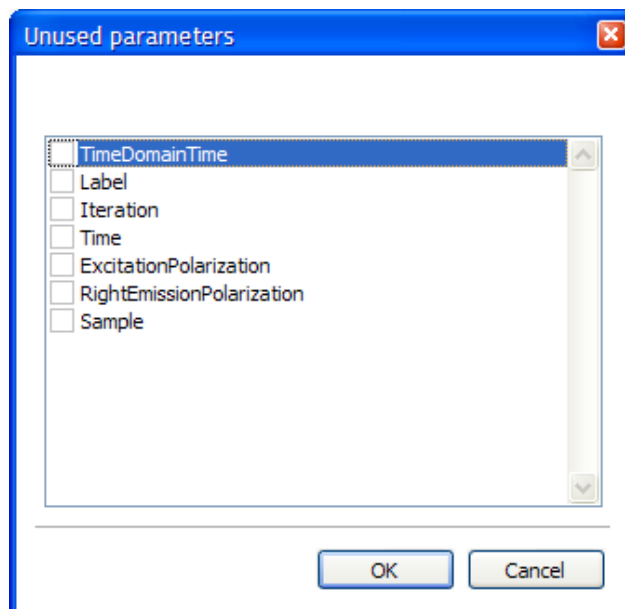 Unused parameters
TimeDomainTime
Label
Iteration
Time
ExcitationPolarization
RightEmissionPolarization
Sample
OK
Cancel